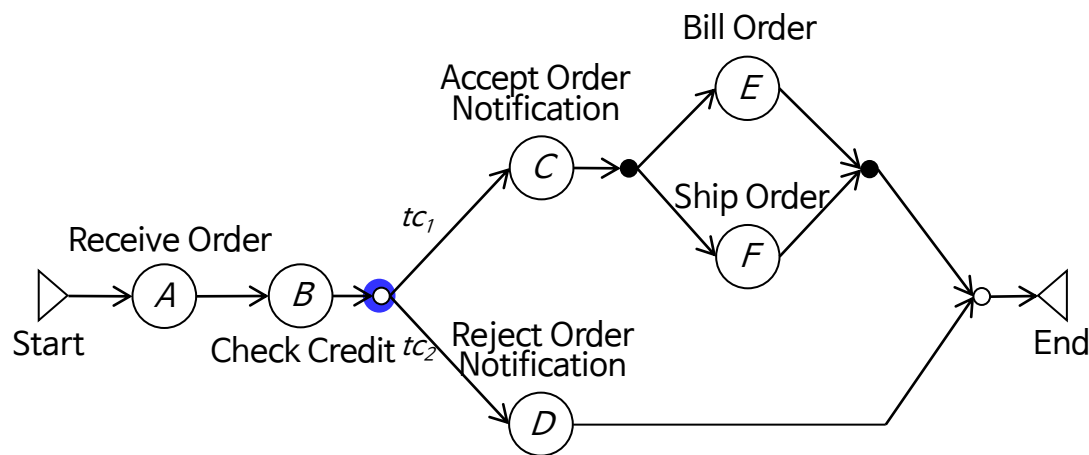 Bill Order
E
Accept Order
Notification
C
Ship Order
F
tc₁
Receive Order
A
B
Start
Check Credit
tc₂
Reject Order
Notification
D
End